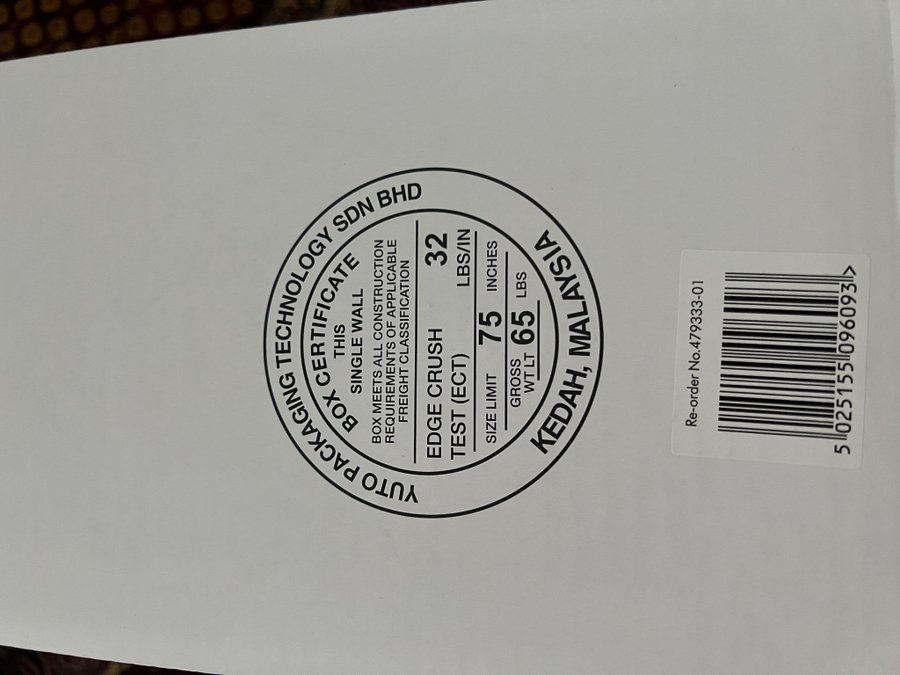 YUTO PACKAGING TECHNOLOGY SDN BHD
BOX CERTIFICATE
THIS
SINGLE WALL
BOX MEETS ALL CONSTRUCTION
REQUIREMENTS OF APPLICABLE
FREIGHT CLASSIFICATION
EDGE CRUSH
TEST (ECT) 32 LBS/IN
SIZE LIMIT 75 INCHES
GROSS
WT LT 65 LBS
KEDAH, MALAYSIA
Re-order No.479333-01
5 025155 096093 >